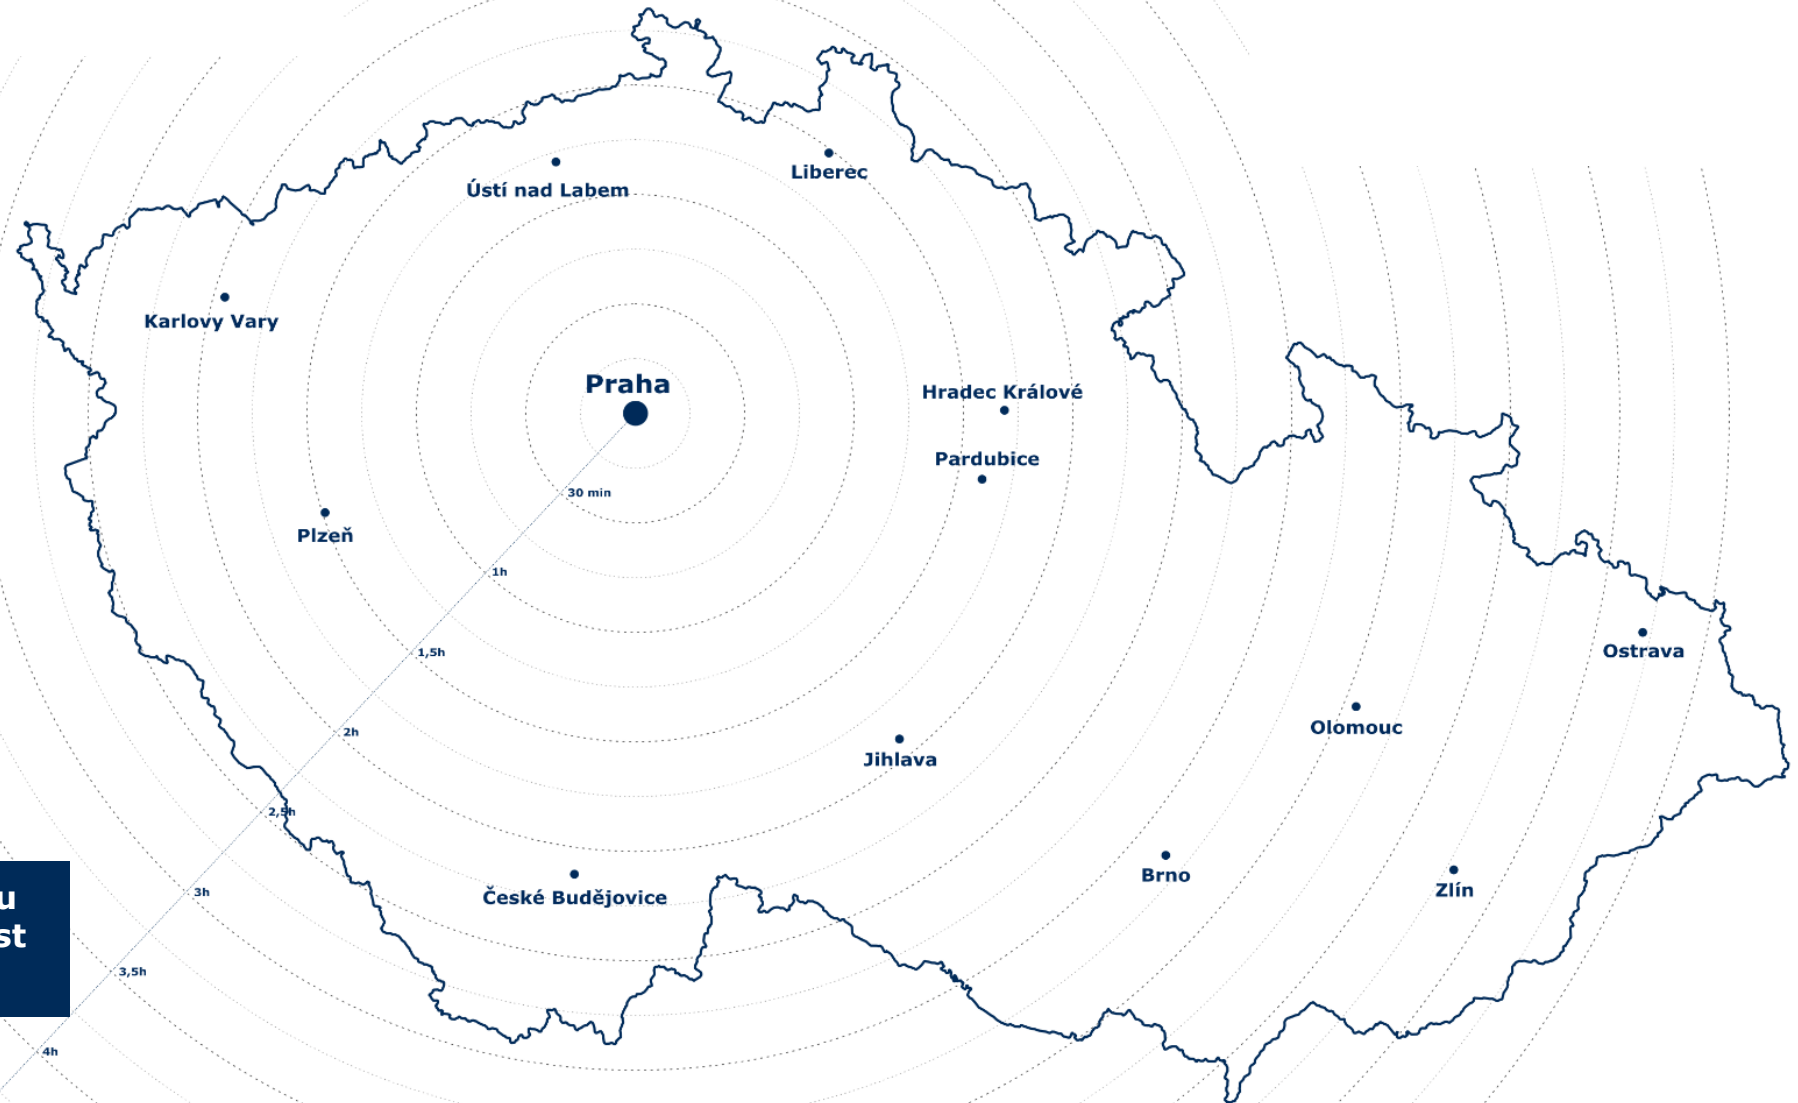 Liberec
Ústí nad Labem
Karlovy Vary
Praha
Hradec Králové
Pardubice
30 min
Plzeň
1h
1,5h
Ostrava
2h
Olomouc
Jihlava
2,5h
Brno
České Budějovice
Zlín
3h
u
st
3,5h
4h